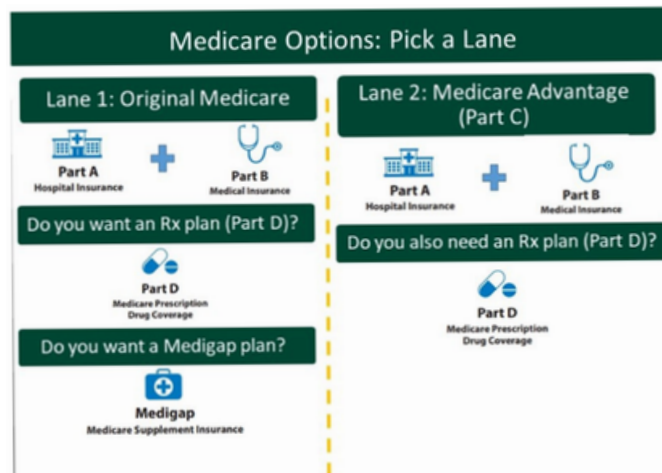 Medicare Options: Pick a Lane
Lane 1: Original Medicare
Part A
Hospital Insurance
Part B
Medical Insurance
Do you want an Rx plan (Part D)?
Part D
Medicare Prescription
Drug Coverage
Do you want a Medigap plan?
Medigap
Medicare Supplement Insurance
Lane 2: Medicare Advantage
(Part C)
Part A
Hospital Insurance
Part B
Medical Insurance
Do you also need an Rx plan (Part D)?
Part D
Medicare Prescription
Drug Coverage